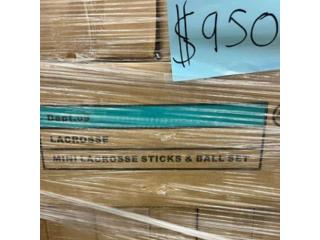 $950
Dept.09
LACROSSE
MINI LACROSSE STICKS & BALL SET